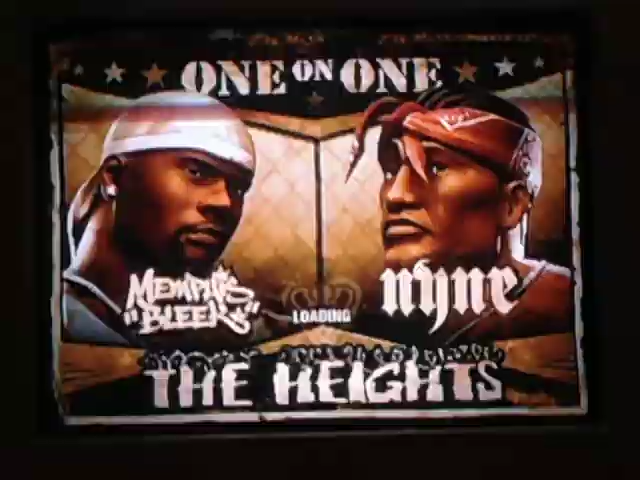 ONE ON ONE
MEMPHIS
"BLEEK"
NYNE
LOADING
THE HEIGHTS